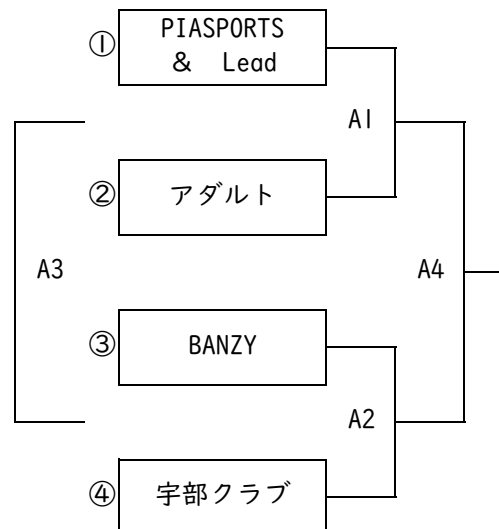 ① PIASPORTS
& Lead
A1
② アダルト
A3
A4
③ BANZY
A2
④ 宇部クラブ